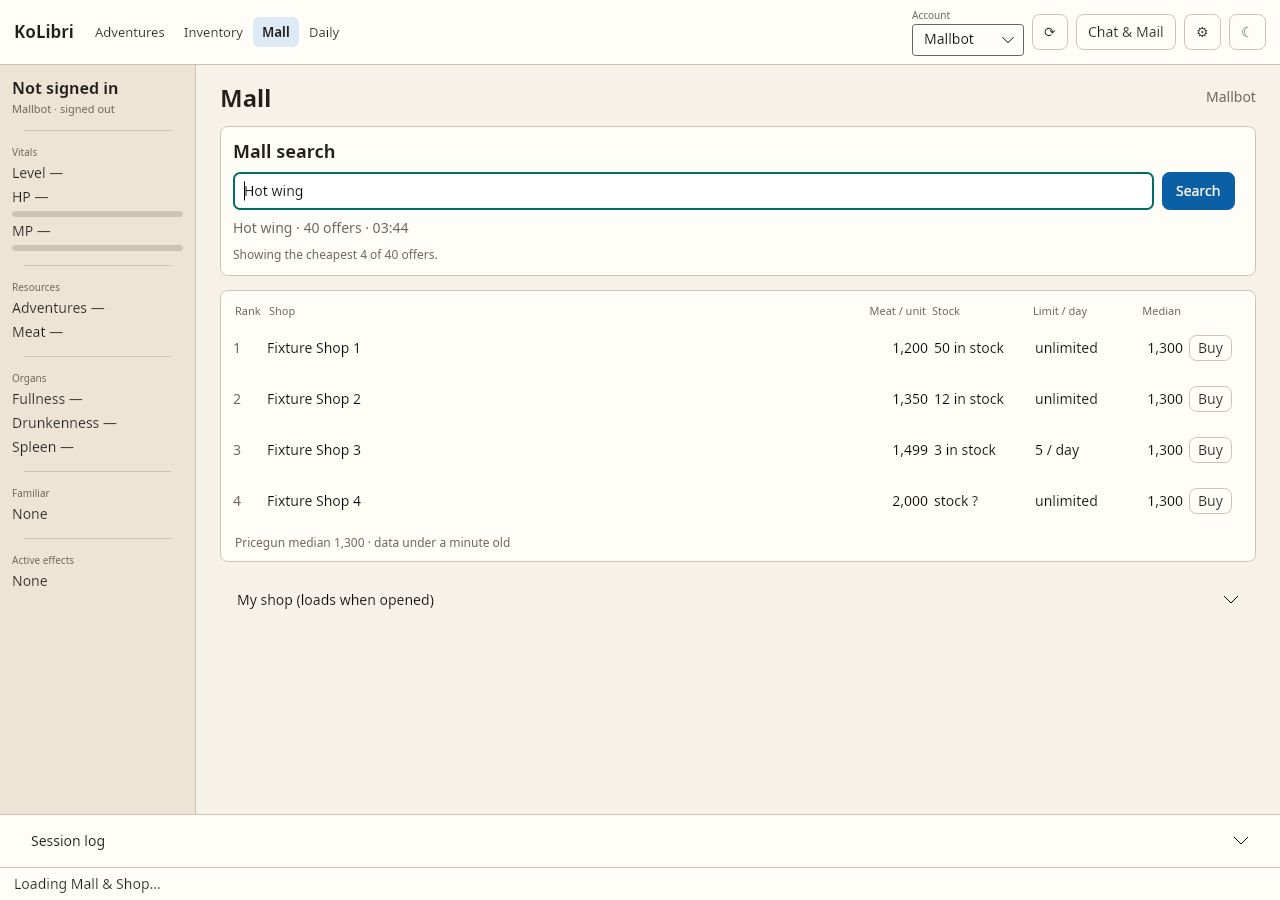 KoLibri
Adventures
Inventory
Mall
Daily
Account
Mallbot
Chat & Mail
Not signed in
Mallbot · signed out
Vitals
Level —
HP —
MP —
Resources
Adventures —
Meat —
Organs
Fullness —
Drunkenness —
Spleen —
Familiar
None
Active effects
None
Mall
Mallbot
Mall search
Hot wing
Search
Hot wing · 40 offers · 03:44
Showing the cheapest 4 of 40 offers.
Rank Shop Meat / unit Stock Limit / day Median
1 Fixture Shop 1 1,200 50 in stock unlimited 1,300 Buy
2 Fixture Shop 2 1,350 12 in stock unlimited 1,300 Buy
3 Fixture Shop 3 1,499 3 in stock 5 / day 1,300 Buy
4 Fixture Shop 4 2,000 stock ? unlimited 1,300 Buy
Pricegun median 1,300 · data under a minute old
My shop (loads when opened)
Session log
Loading Mall & Shop...